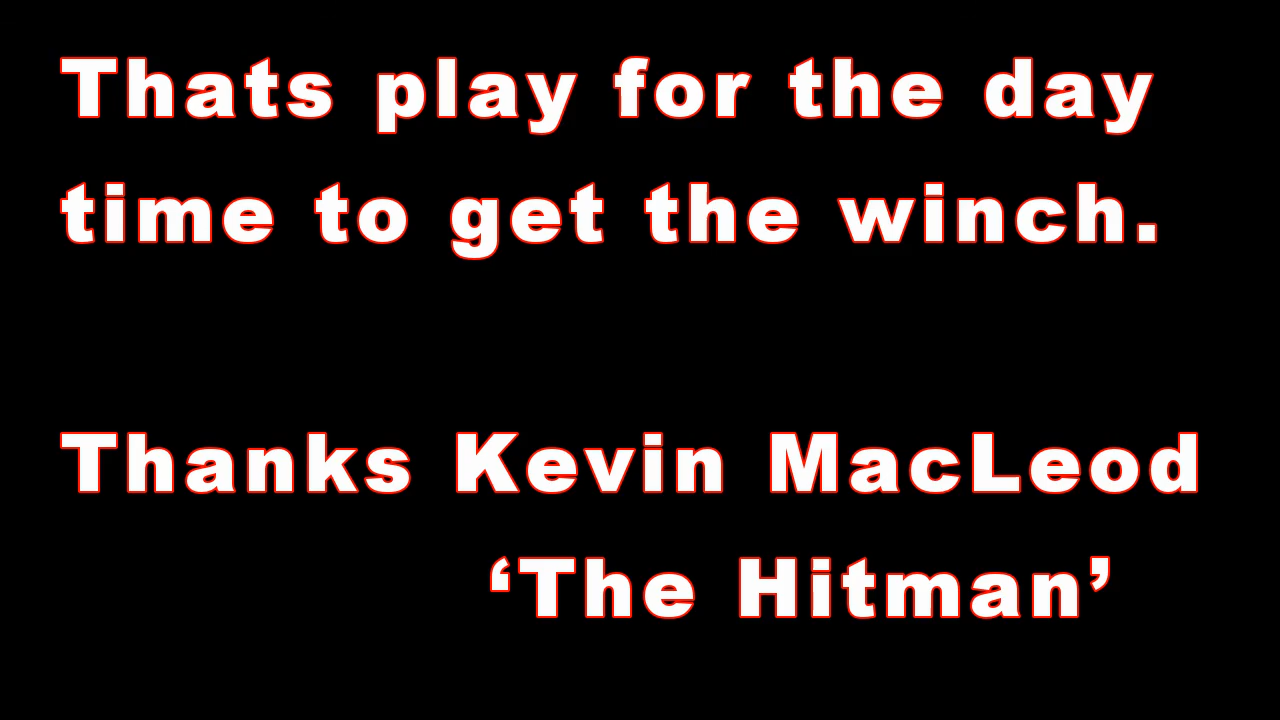 Thats play for the day
time to get the winch.
Thanks Kevin MacLeod
‘The Hitman’